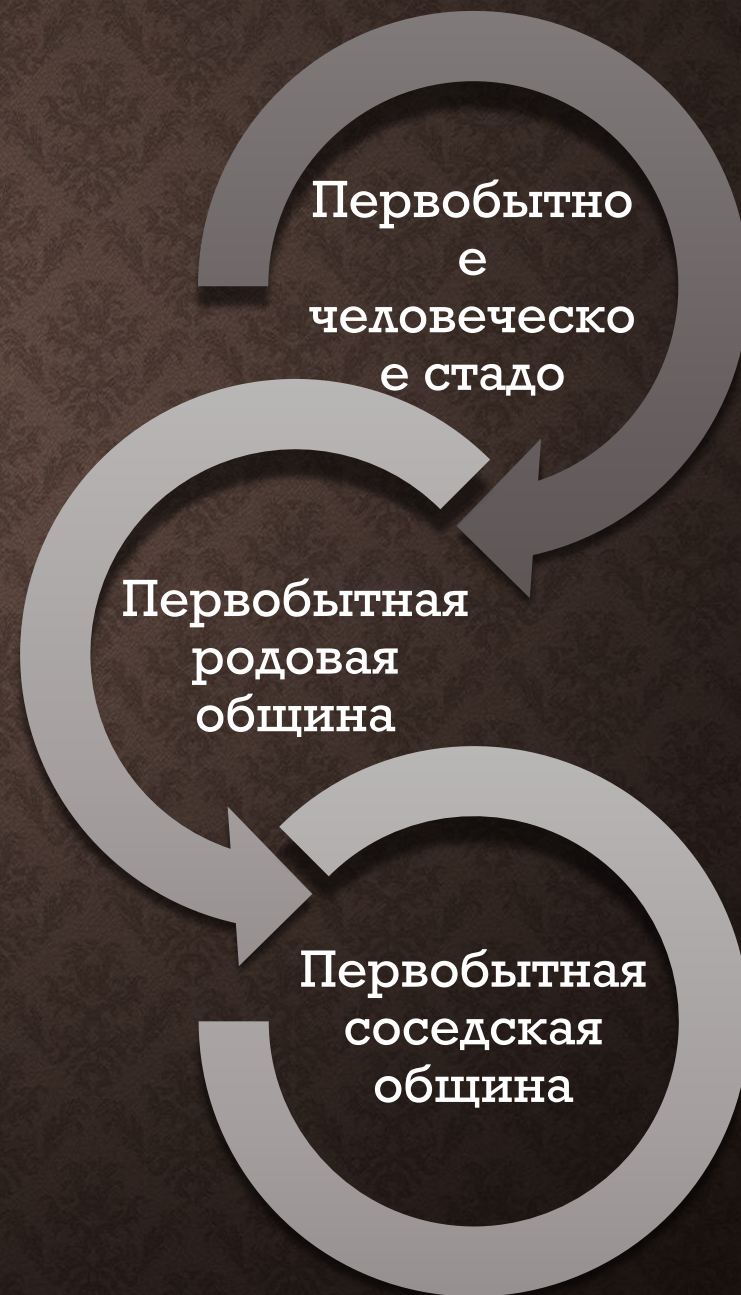 Первобытно
е
человеческо
е стадо
Первобытная
родовая
община
Первобытная
соседская
община